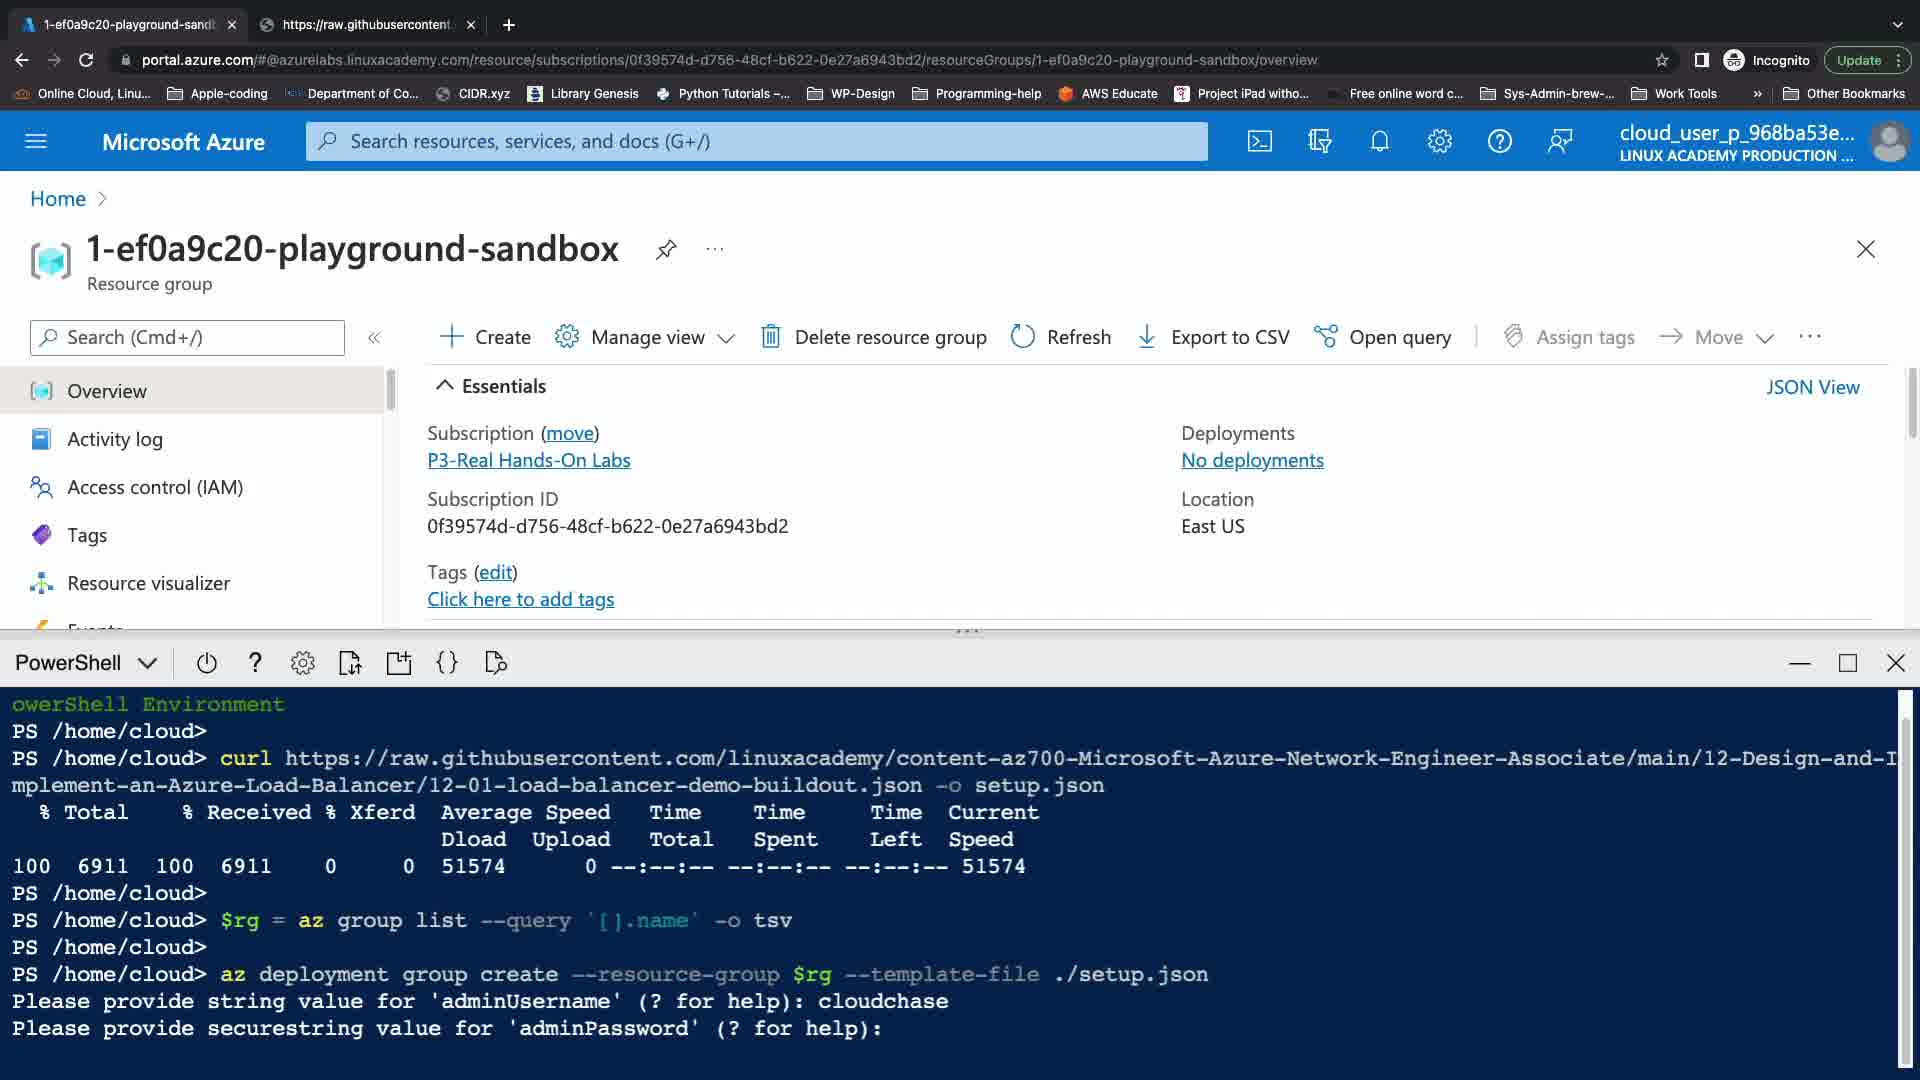 1-ef0a9c20-playground-sandb
https://raw.githubusercontent.
portal.azure.com/#@azurelabs.linuxacademy.com/resource/subscriptions/0f39574d-d756-48cf-b622-0e27a6943bd2/resourceGroups/1-ef0a9c20-playground-sandbox/overview
Incognito
Update
Online Cloud, Linu...
Apple-coding
Department of Co...
CIDR.xyz
Library Genesis
Python Tutorials –...
WP-Design
Programming-help
AWS Educate
Project iPad witho...
Free online word c...
Sys-Admin-brew-...
Work Tools
»
Other Bookmarks
Microsoft Azure
Search resources, services, and docs (G+/)
cloud_user_p_968ba53e...
LINUX ACADEMY PRODUCTION ...
Home
1-ef0a9c20-playground-sandbox
Resource group
Search (Cmd+/)
Create
Manage view
Delete resource group
Refresh
Export to CSV
Open query
Assign tags
Move
Overview
Activity log
Access control (IAM)
Tags
Resource visualizer
Events
Essentials
JSON View
Subscription (move)
P3-Real Hands-On Labs
Subscription ID
0f39574d-d756-48cf-b622-0e27a6943bd2
Tags (edit)
Click here to add tags
Deployments
No deployments
Location
East US
PowerShell
owerShell Environment
PS /home/cloud>
PS /home/cloud> curl https://raw.githubusercontent.com/linuxacademy/content-az700-Microsoft-Azure-Network-Engineer-Associate/main/12-Design-and-I
mplement-an-Azure-Load-Balancer/12-01-load-balancer-demo-buildout.json -o setup.json
% Total % Received % Xferd Average Speed Time Time Time Current
Dload Upload Total Spent Left Speed
100 6911 100 6911 0 0 51574 0 --:--:-- --:--:-- --:--:-- 51574
PS /home/cloud>
PS /home/cloud> $rg = az group list --query '[].name' -o tsv
PS /home/cloud>
PS /home/cloud> az deployment group create --resource-group $rg --template-file ./setup.json
Please provide string value for 'adminUsername' (? for help): cloudchase
Please provide securestring value for 'adminPassword' (? for help):